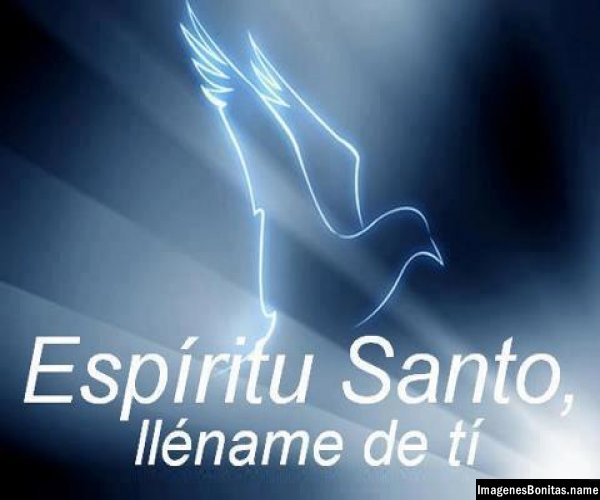 Espíritu Santo,
lléname de tí
ImagenesBonitas.name